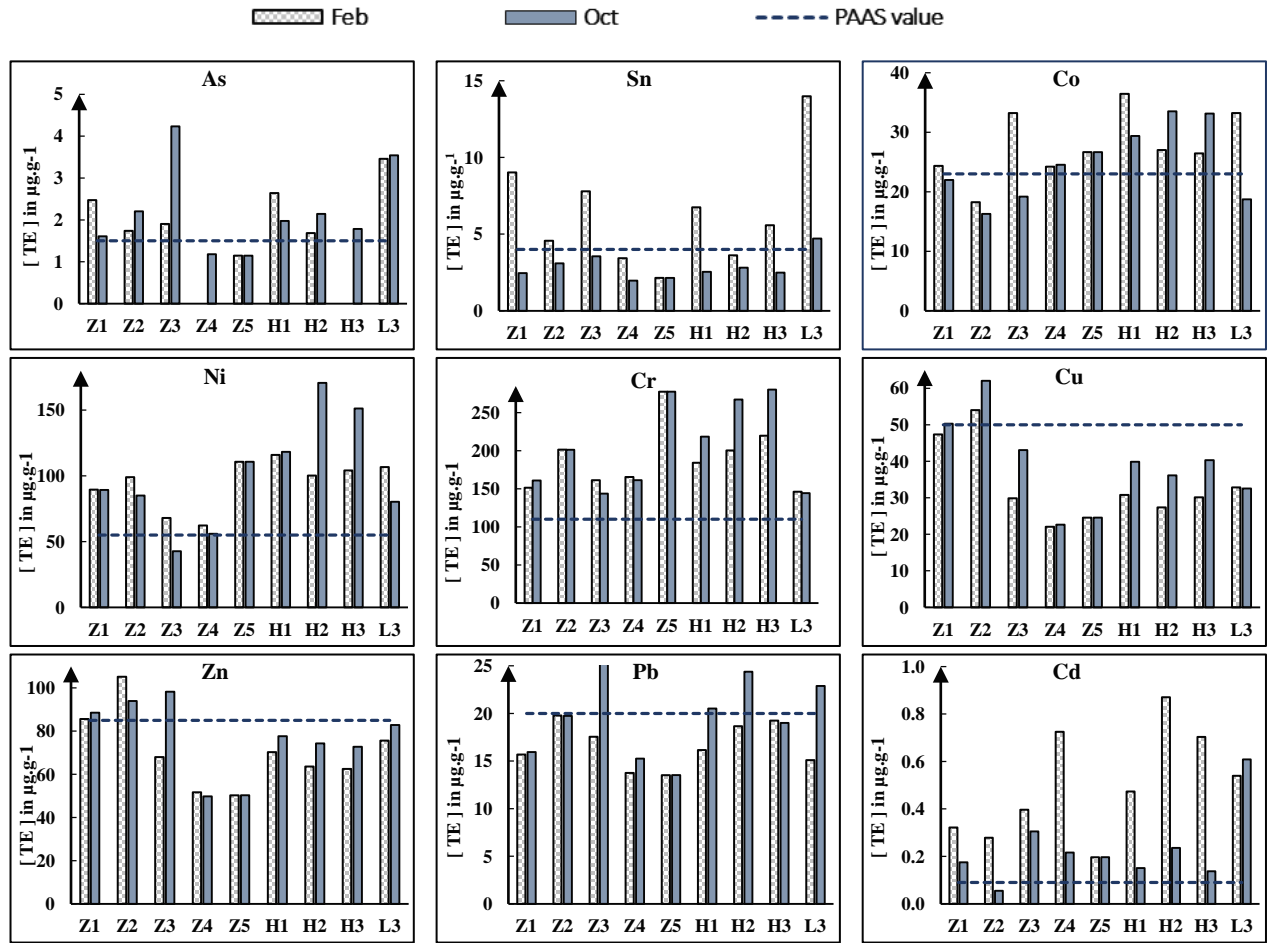 Feb Oct PAAS value
As
[ TE ] in µg.g-1
5
4
3
2
1
0
Z1 Z2 Z3 Z4 Z5 H1 H2 H3 L3
Sn
[ TE ] in µg.g-¹
15
10
5
0
Z1 Z2 Z3 Z4 Z5 H1 H2 H3 L3
Co
[ TE ] in µg.g-1
40
30
20
10
0
Z1 Z2 Z3 Z4 Z5 H1 H2 H3 L3
Ni
[ TE ] in µg.g-1
150
100
50
0
Z1 Z2 Z3 Z4 Z5 H1 H2 H3 L3
Cr
[ TE ] in µg.g-1
250
200
150
100
50
0
Z1 Z2 Z3 Z4 Z5 H1 H2 H3 L3
Cu
[ TE ] in µg.g-1
60
50
40
30
20
10
0
Z1 Z2 Z3 Z4 Z5 H1 H2 H3 L3
Zn
[ TE ] in µg.g-1
100
80
60
40
20
0
Z1 Z2 Z3 Z4 Z5 H1 H2 H3 L3
Pb
[ TE ] in µg.g-1
25
20
15
10
5
0
Z1 Z2 Z3 Z4 Z5 H1 H2 H3 L3
Cd
[ TE ] in µg.g-1
1.0
0.8
0.6
0.4
0.2
0.0
Z1 Z2 Z3 Z4 Z5 H1 H2 H3 L3